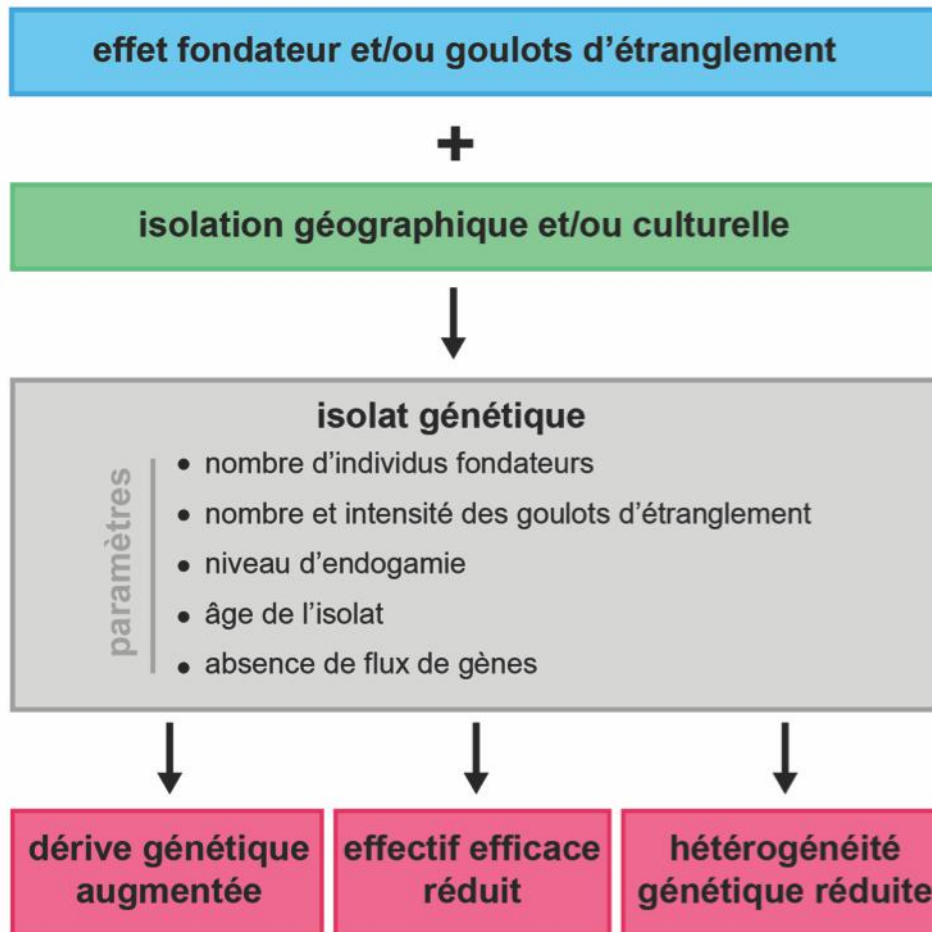 effet fondateur et/ou goulots d'étranglement
+
isolation géographique et/ou culturelle
isolat génétique
paramètres
• nombre d'individus fondateurs
• nombre et intensité des goulots d'étranglement
• niveau d'endogamie
• âge de l'isolat
• absence de flux de gènes
dérive génétique
augmentée
effectif efficace
réduit
hétérogénéité
génétique réduite